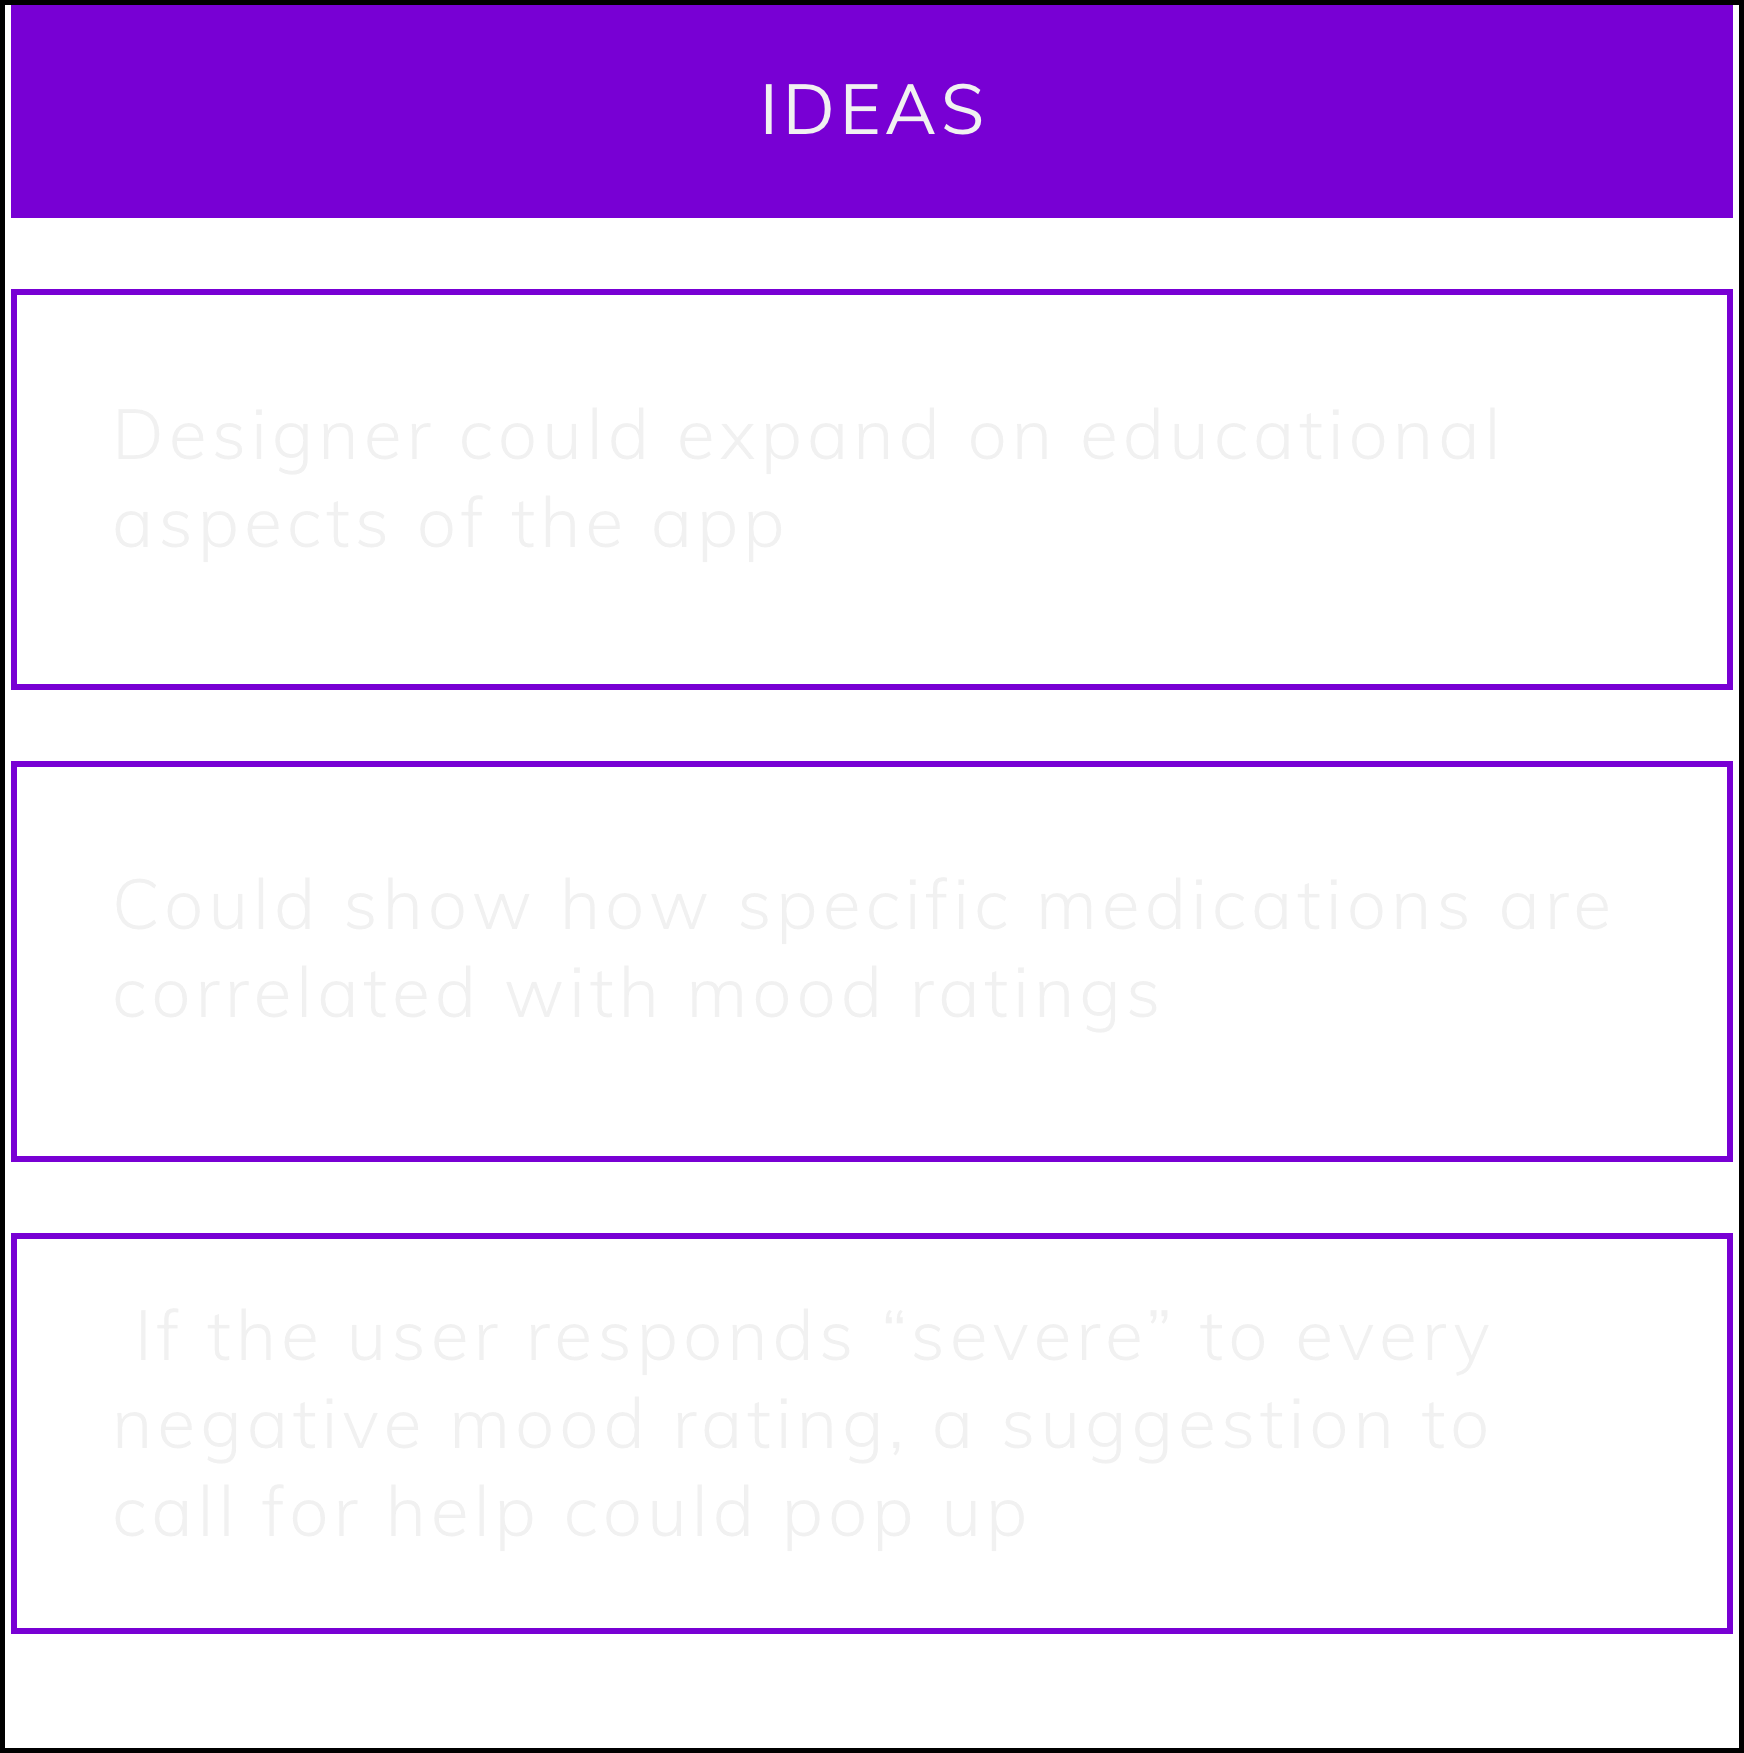 IDEAS
Designer could expand on educational
aspects of the app
Could show how specific medications are
correlated with mood ratings
If the user responds “severe” to every
negative mood rating, a suggestion to
call for help could pop up